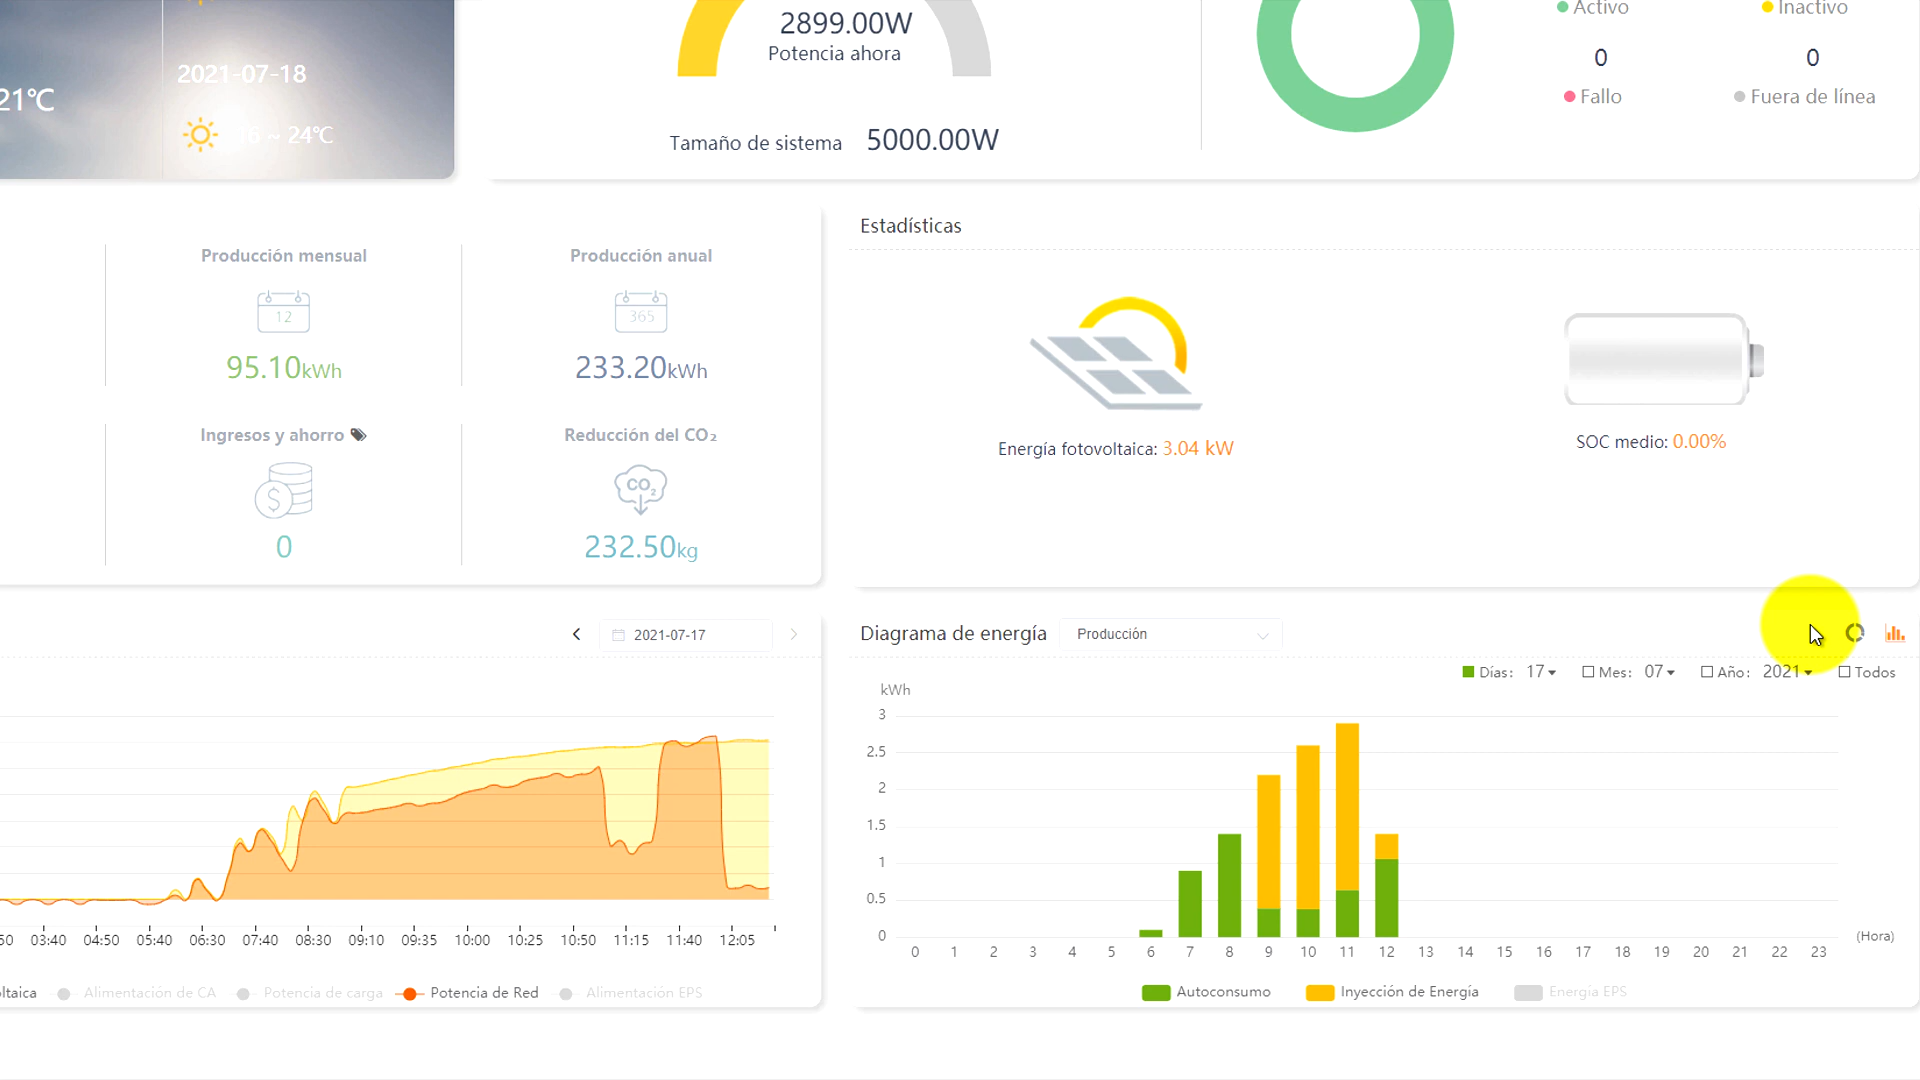 21℃
2021-07-18
16 ~ 24℃
2899.00W
Potencia ahora
Tamaño de sistema 5000.00W
Activo
Inactivo
0
0
Fallo
Fuera de línea
Producción mensual
12
95.10kWh
Producción anual
365
233.20kWh
Ingresos y ahorro
$
0
Reducción del CO₂
CO₂
232.50kg
Estadísticas
Energía fotovoltaica: 3.04 kW
SOC medio: 0.00%
2021-07-17
50 03:40 04:50 05:40 06:30 07:40 08:30 09:10 09:35 10:00 10:25 10:50 11:15 11:40 12:05
ltaica Alimentación de CA Potencia de carga Potencia de Red Alimentación EPS
Diagrama de energía Producción
Días: 17 Mes: 07 Año: 2021 Todos
kWh
3
2.5
2
1.5
1
0.5
0
0 1 2 3 4 5 6 7 8 9 10 11 12 13 14 15 16 17 18 19 20 21 22 23
(Hora)
Autoconsumo Inyección de Energía Energía EPS